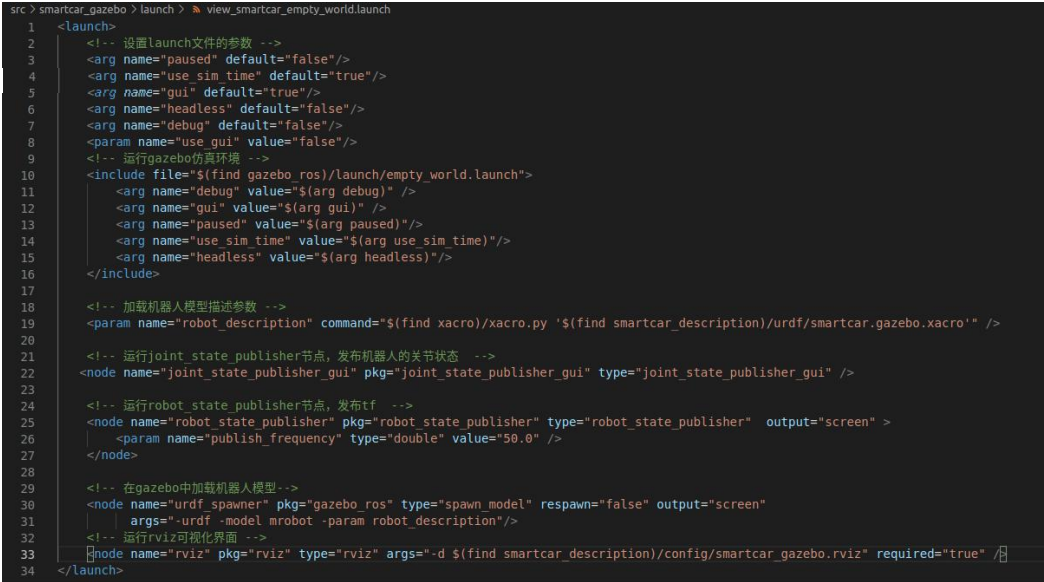 src > smartcar_gazebo > launch > view_smartcar_empty_world.launch
1 <launch>
2 <!-- 设置launch文件的参数 -->
3 <arg name="paused" default="false"/>
4 <arg name="use_sim_time" default="true"/>
5 <arg name="gui" default="true"/>
6 <arg name="headless" default="false"/>
7 <arg name="debug" default="false"/>
8 <param name="use_gui" value="false"/>
9 <!-- 运行gazebo仿真环境 -->
10 <include file="$(find gazebo_ros)/launch/empty_world.launch">
11 <arg name="debug" value="$(arg debug)" />
12 <arg name="gui" value="$(arg gui)" />
13 <arg name="paused" value="$(arg paused)"/>
14 <arg name="use_sim_time" value="$(arg use_sim_time)"/>
15 <arg name="headless" value="$(arg headless)"/>
16 </include>
17
18 <!-- 加载机器人模型描述参数 -->
19 <param name="robot_description" command="$(find xacro)/xacro.py '$(find smartcar_description)/urdf/smartcar.gazebo.xacro'" />
20
21 <!-- 运行joint_state_publisher节点，发布机器人的关节状态  -->
22 <node name="joint_state_publisher_gui" pkg="joint_state_publisher_gui" type="joint_state_publisher_gui" />
23
24 <!-- 运行robot_state_publisher节点，发布tf  -->
25 <node name="robot_state_publisher" pkg="robot_state_publisher" type="robot_state_publisher"  output="screen" >
26 <param name="publish_frequency" type="double" value="50.0" />
27 </node>
28
29 <!-- 在gazebo中加载机器人模型-->
30 <node name="urdf_spawner" pkg="gazebo_ros" type="spawn_model" respawn="false" output="screen"
31 args="-urdf -model mrobot -param robot_description"/>
32 <!-- 运行rviz可视化界面 -->
33 <node name="rviz" pkg="rviz" type="rviz" args="-d $(find smartcar_description)/config/smartcar_gazebo.rviz" required="true" />
34 </launch>